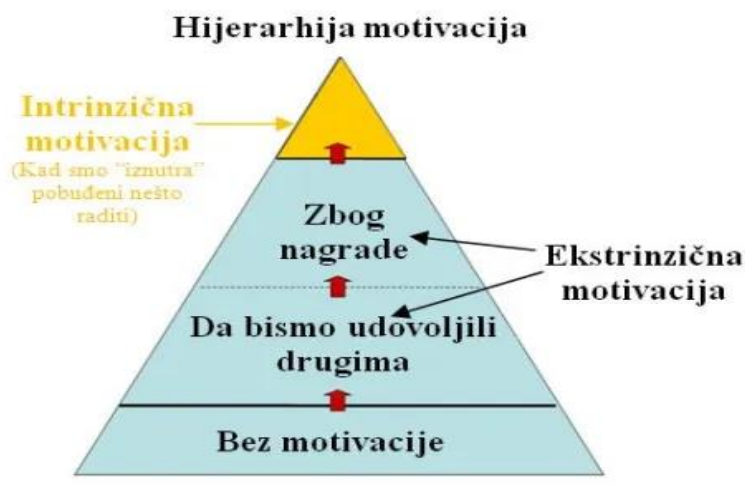 Hijerarhija motivacija
Intrinzična
motivacija
(Kad smo "iznutra"
pobuđeni nešto
raditi)
Zbog
nagrade
Ekstrinzična
motivacija
Da bismo udovoljili
drugima
Bez motivacije